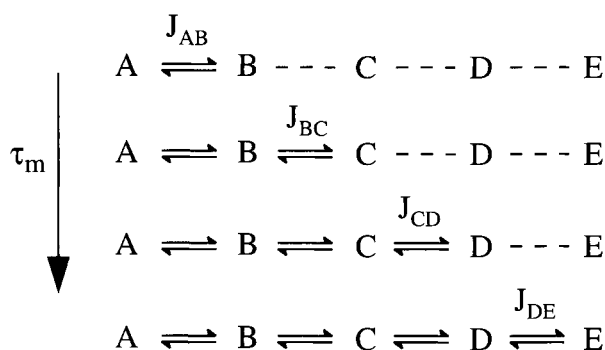 J_AB
A ⇌ B --- C --- D --- E
J_BC
A ⇌ B ⇌ C --- D --- E
τ_m
J_CD
A ⇌ B ⇌ C ⇌ D --- E
J_DE
A ⇌ B ⇌ C ⇌ D ⇌ E